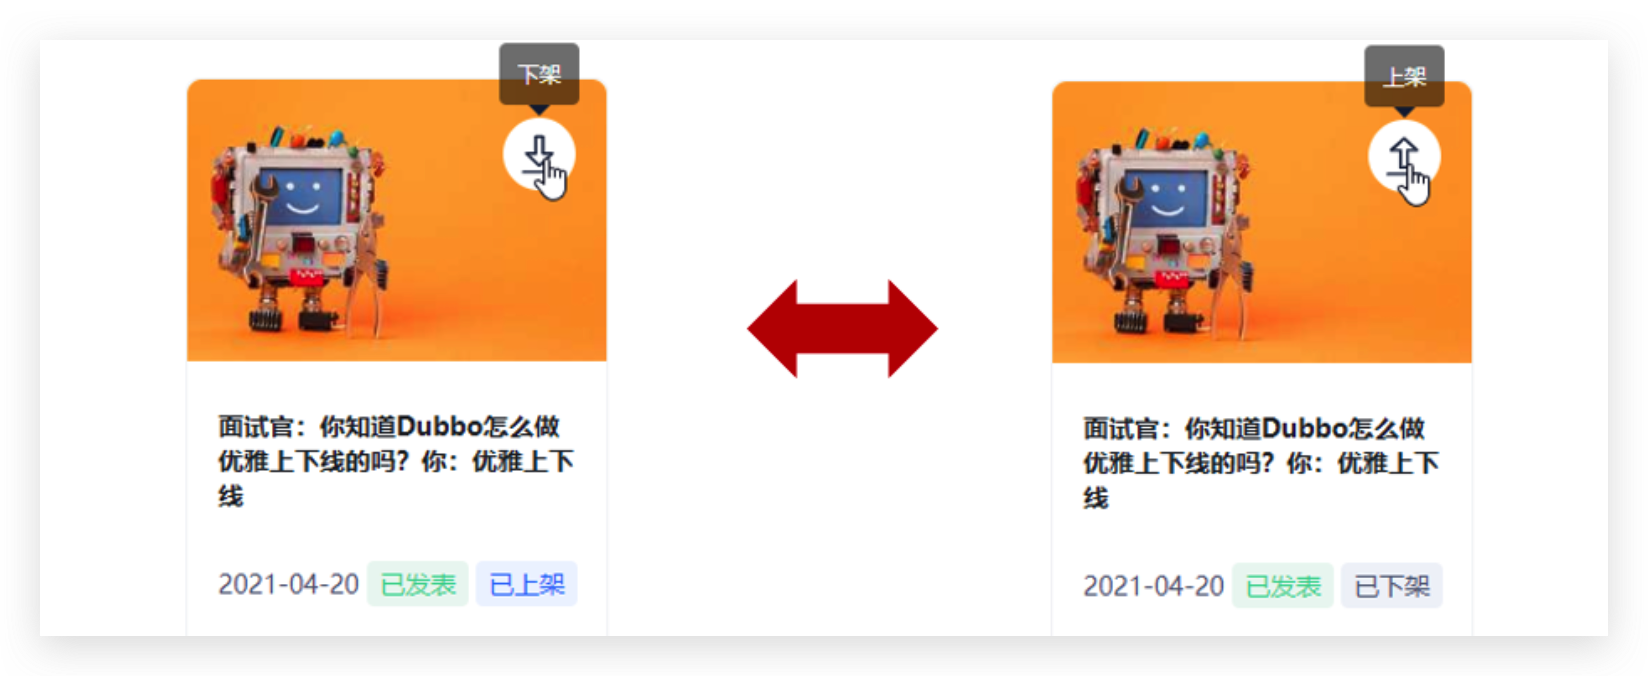 下架
面试官：你知道Dubbo怎么做
优雅上下线的吗？你：优雅上下
线
2021-04-20 已发表 已上架
上架
面试官：你知道Dubbo怎么做
优雅上下线的吗？你：优雅上下
线
2021-04-20 已发表 已下架